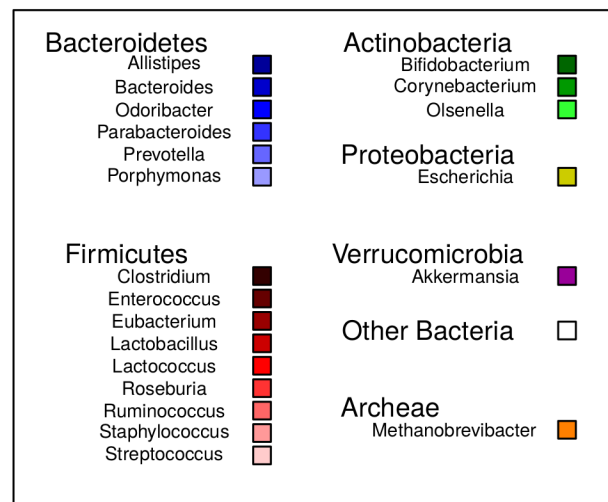 Bacteroidetes
Allistipes
Bacteroides
Odoribacter
Parabacteroides
Prevotella
Porphymonas
Firmicutes
Clostridium
Enterococcus
Eubacterium
Lactobacillus
Lactococcus
Roseburia
Ruminococcus
Staphylococcus
Streptococcus
Actinobacteria
Bifidobacterium
Corynebacterium
Olsenella
Proteobacteria
Escherichia
Verrucomicrobia
Akkermansia
Other Bacteria
Archeae
Methanobrevibacter